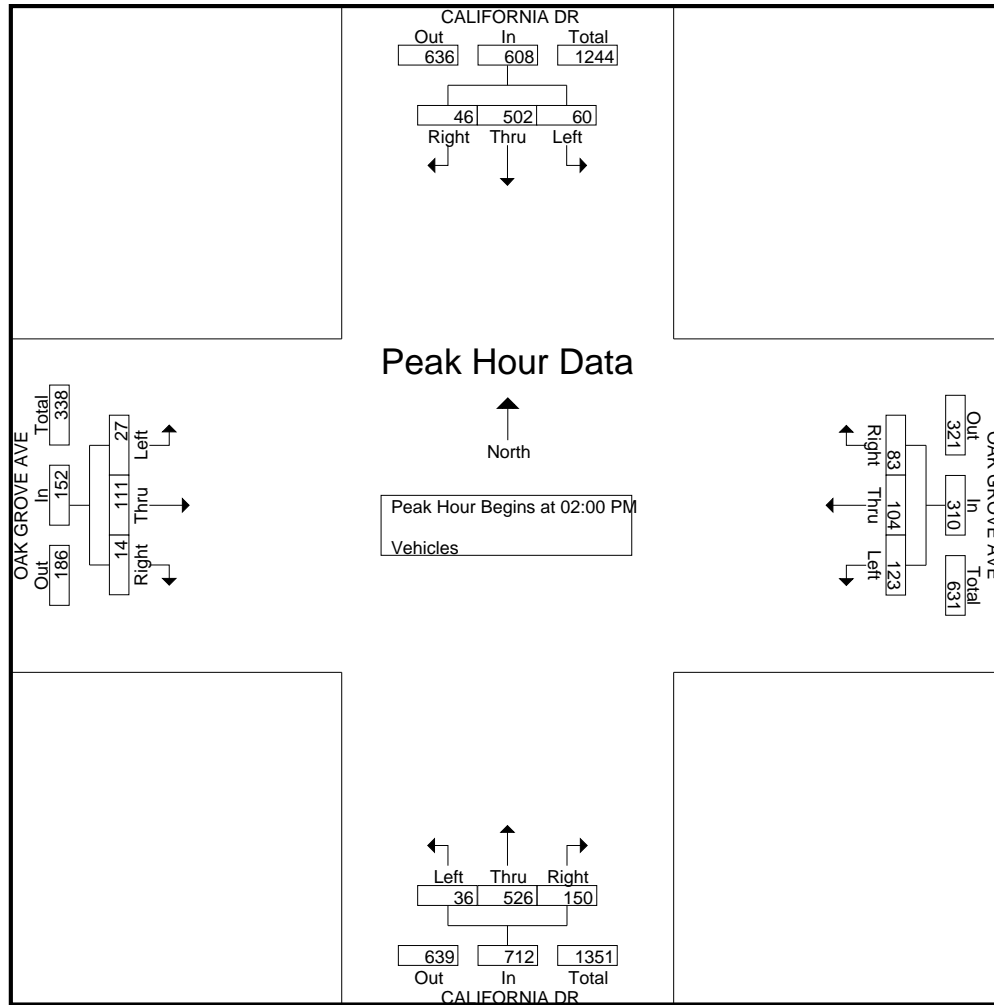 CALIFORNIA DR
Out In Total
636 608 1244
46 502 60
Right Thru Left
Peak Hour Data
North
Peak Hour Begins at 02:00 PM
Vehicles
OAK GROVE AVE
Out In Total
186 152 338
27 111 14
Left Thru Right
OAK GROVE AVE
Out In Total
321 310 631
83 104 123
Right Thru Left
Left Thru Right
36 526 150
639 712 1351
Out In Total
CALIFORNIA DR